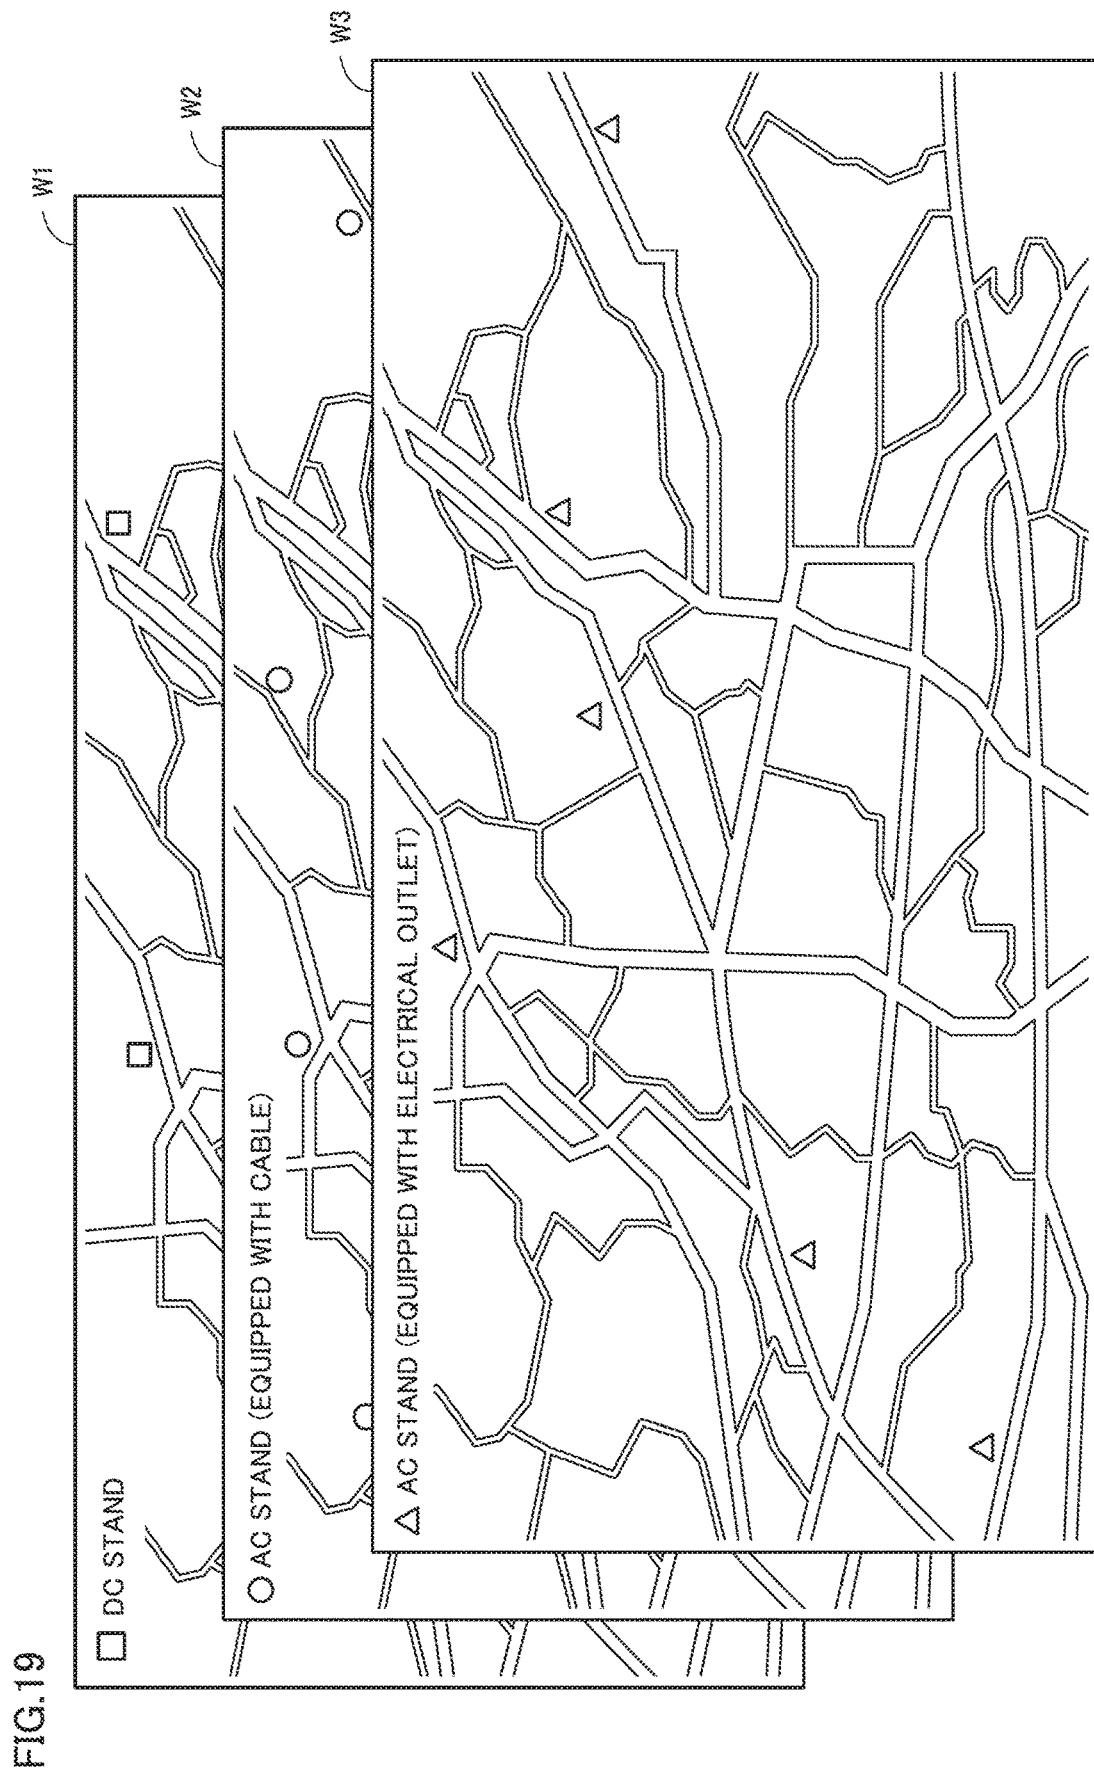 FIG.19
W1
DC STAND
W2
AC STAND (EQUIPPED WITH CABLE)
W3
AC STAND (EQUIPPED WITH ELECTRICAL OUTLET)